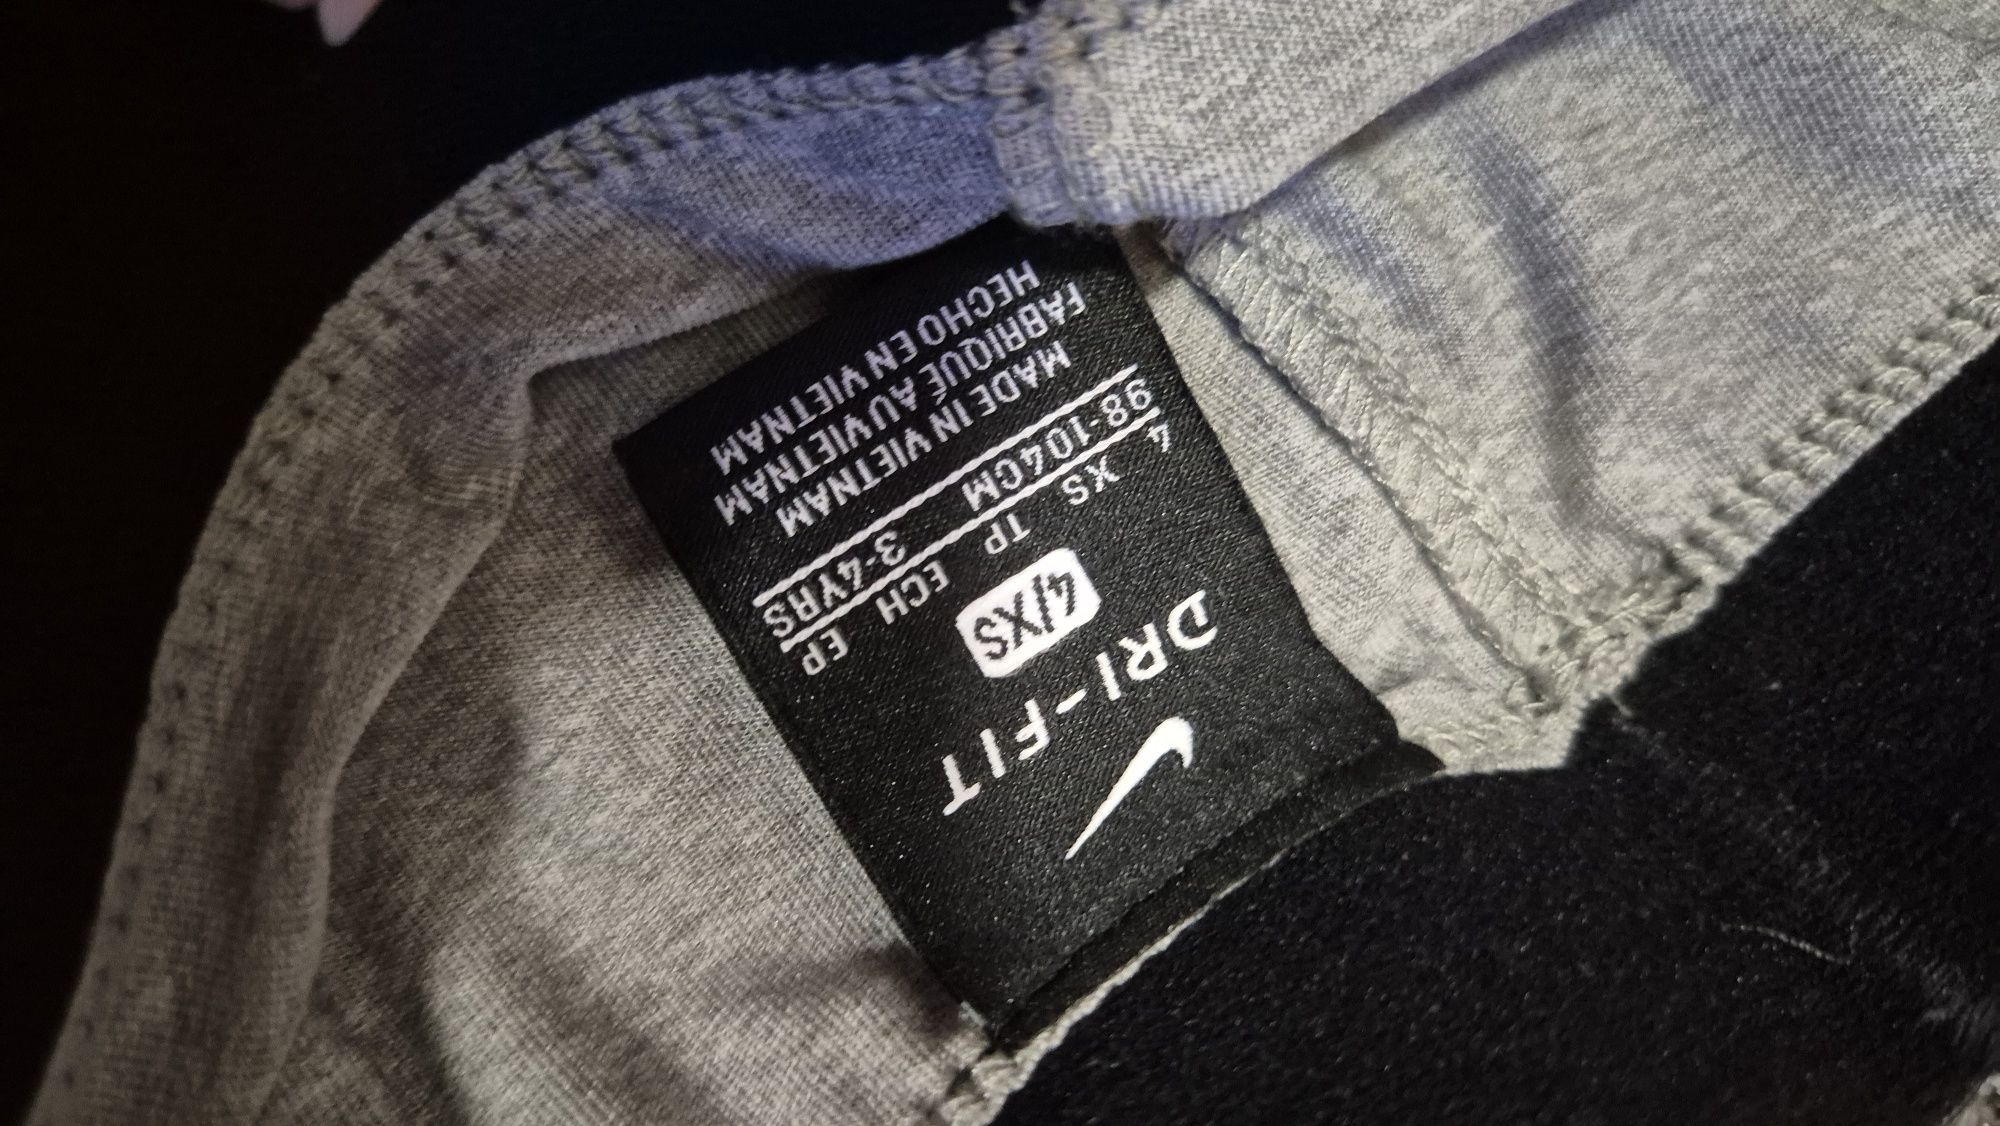 DRI-FIT
4/XS
XS TP ECH EP
4
98-104CM 3-4YRS
MADE IN VIETNAM
FABRIQUÉ AU VIETNAM
HECHO EN VIETNAM